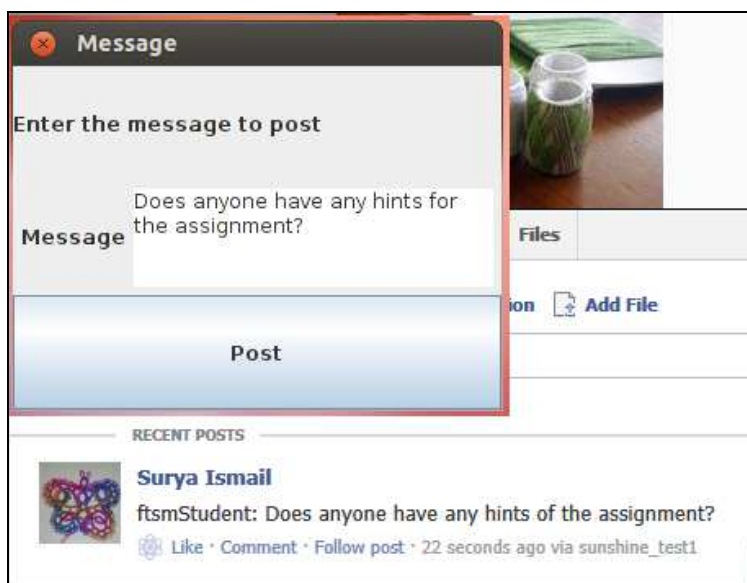 Message
Enter the message to post
Message
Does anyone have any hints for
the assignment?
Post
Files
ion
Add File
RECENT POSTS
Surya Ismail
ftsmStudent: Does anyone have any hints of the assignment?
Like · Comment · Follow post · 22 seconds ago via sunshine_test1